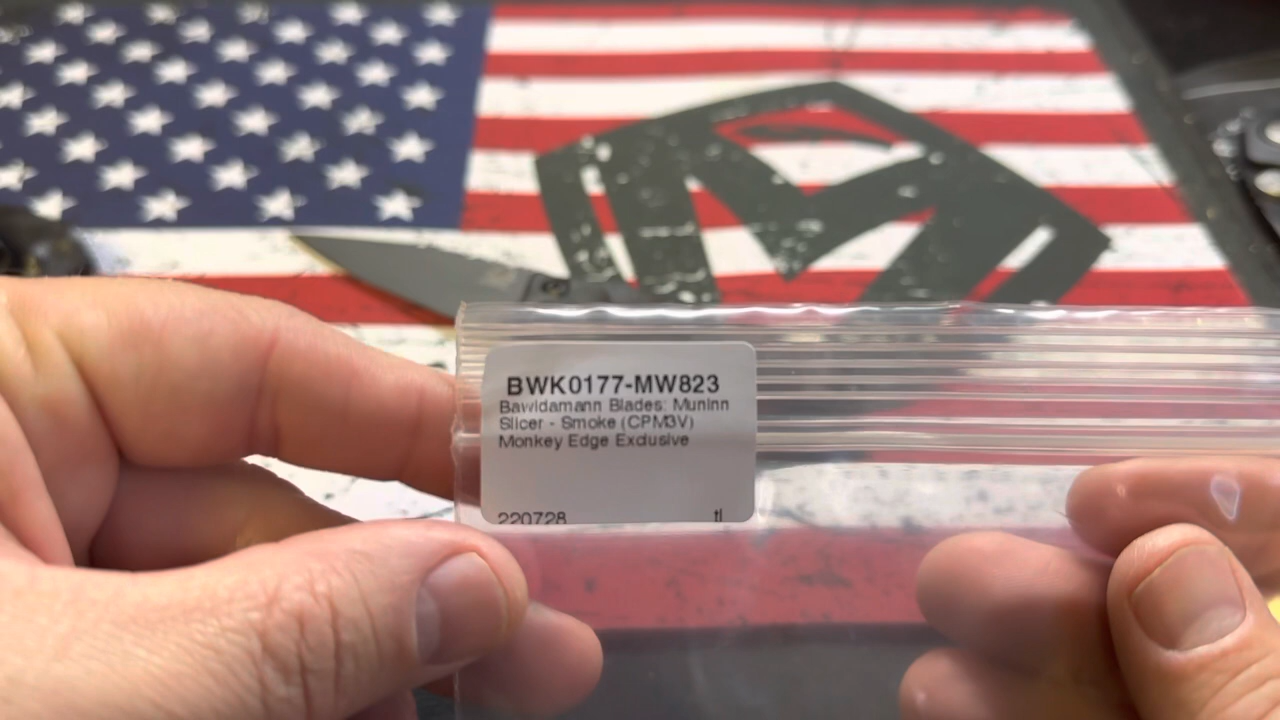 BWK0177-MW823
Bawidamann Blades: Muninn
Slicer - Smoke (CPM3V)
Monkey Edge Exclusive
220728 tl